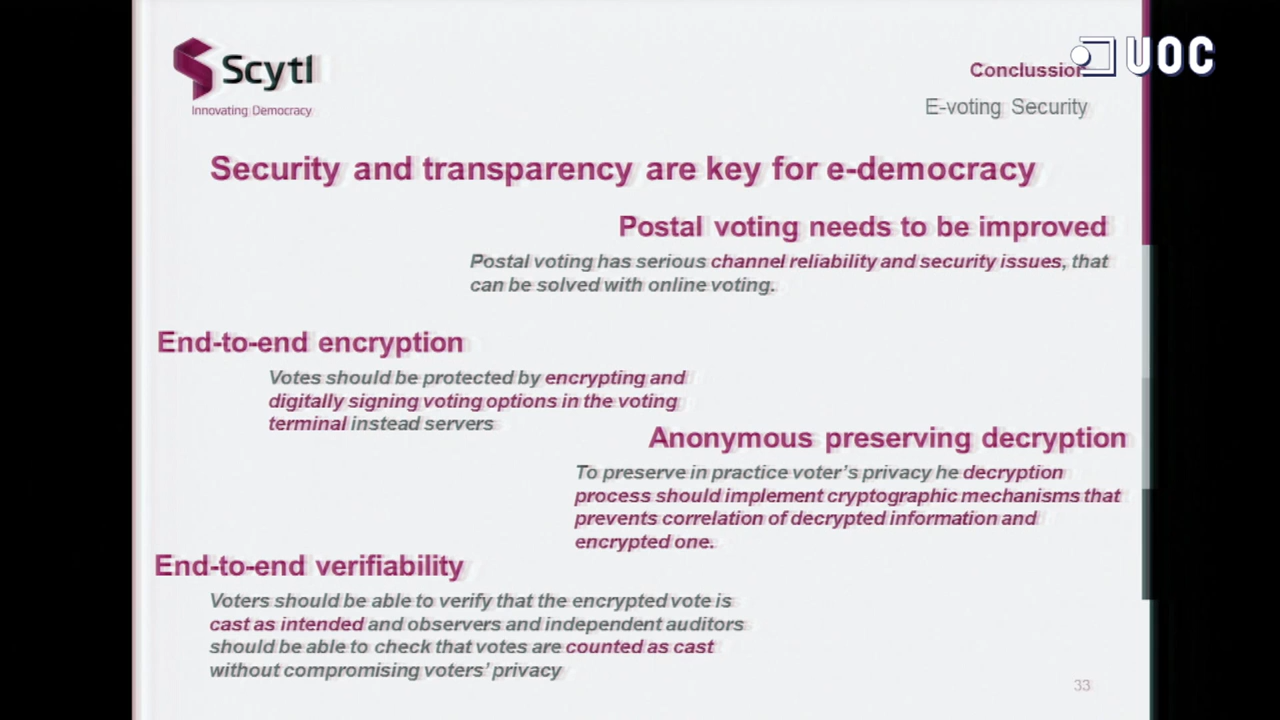 Scytl
Innovating Democracy
UOC
Conclussion
E-voting Security
Security and transparency are key for e-democracy
Postal voting needs to be improved
Postal voting has serious channel reliability and security issues, that
can be solved with online voting.
End-to-end encryption
Votes should be protected by encrypting and
digitally signing voting options in the voting
terminal instead servers
Anonymous preserving decryption
To preserve in practice voter's privacy he decryption
process should implement cryptographic mechanisms that
prevents correlation of decrypted information and
encrypted one.
End-to-end verifiability
Voters should be able to verify that the encrypted vote is
cast as intended and observers and independent auditors
should be able to check that votes are counted as cast
without compromising voters' privacy
33